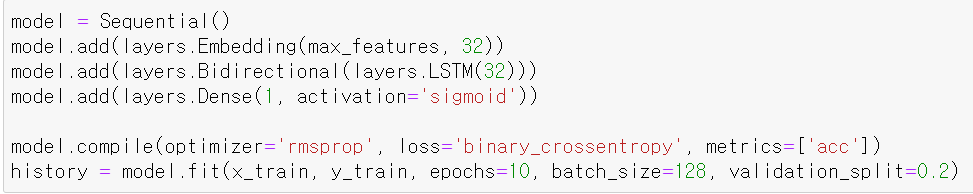 model = Sequential()
model.add(layers.Embedding(max_features, 32))
model.add(layers.Bidirectional(layers.LSTM(32)))
model.add(layers.Dense(1, activation='sigmoid'))
model.compile(optimizer='rmsprop', loss='binary_crossentropy', metrics=['acc'])
history = model.fit(x_train, y_train, epochs=10, batch_size=128, validation_split=0.2)